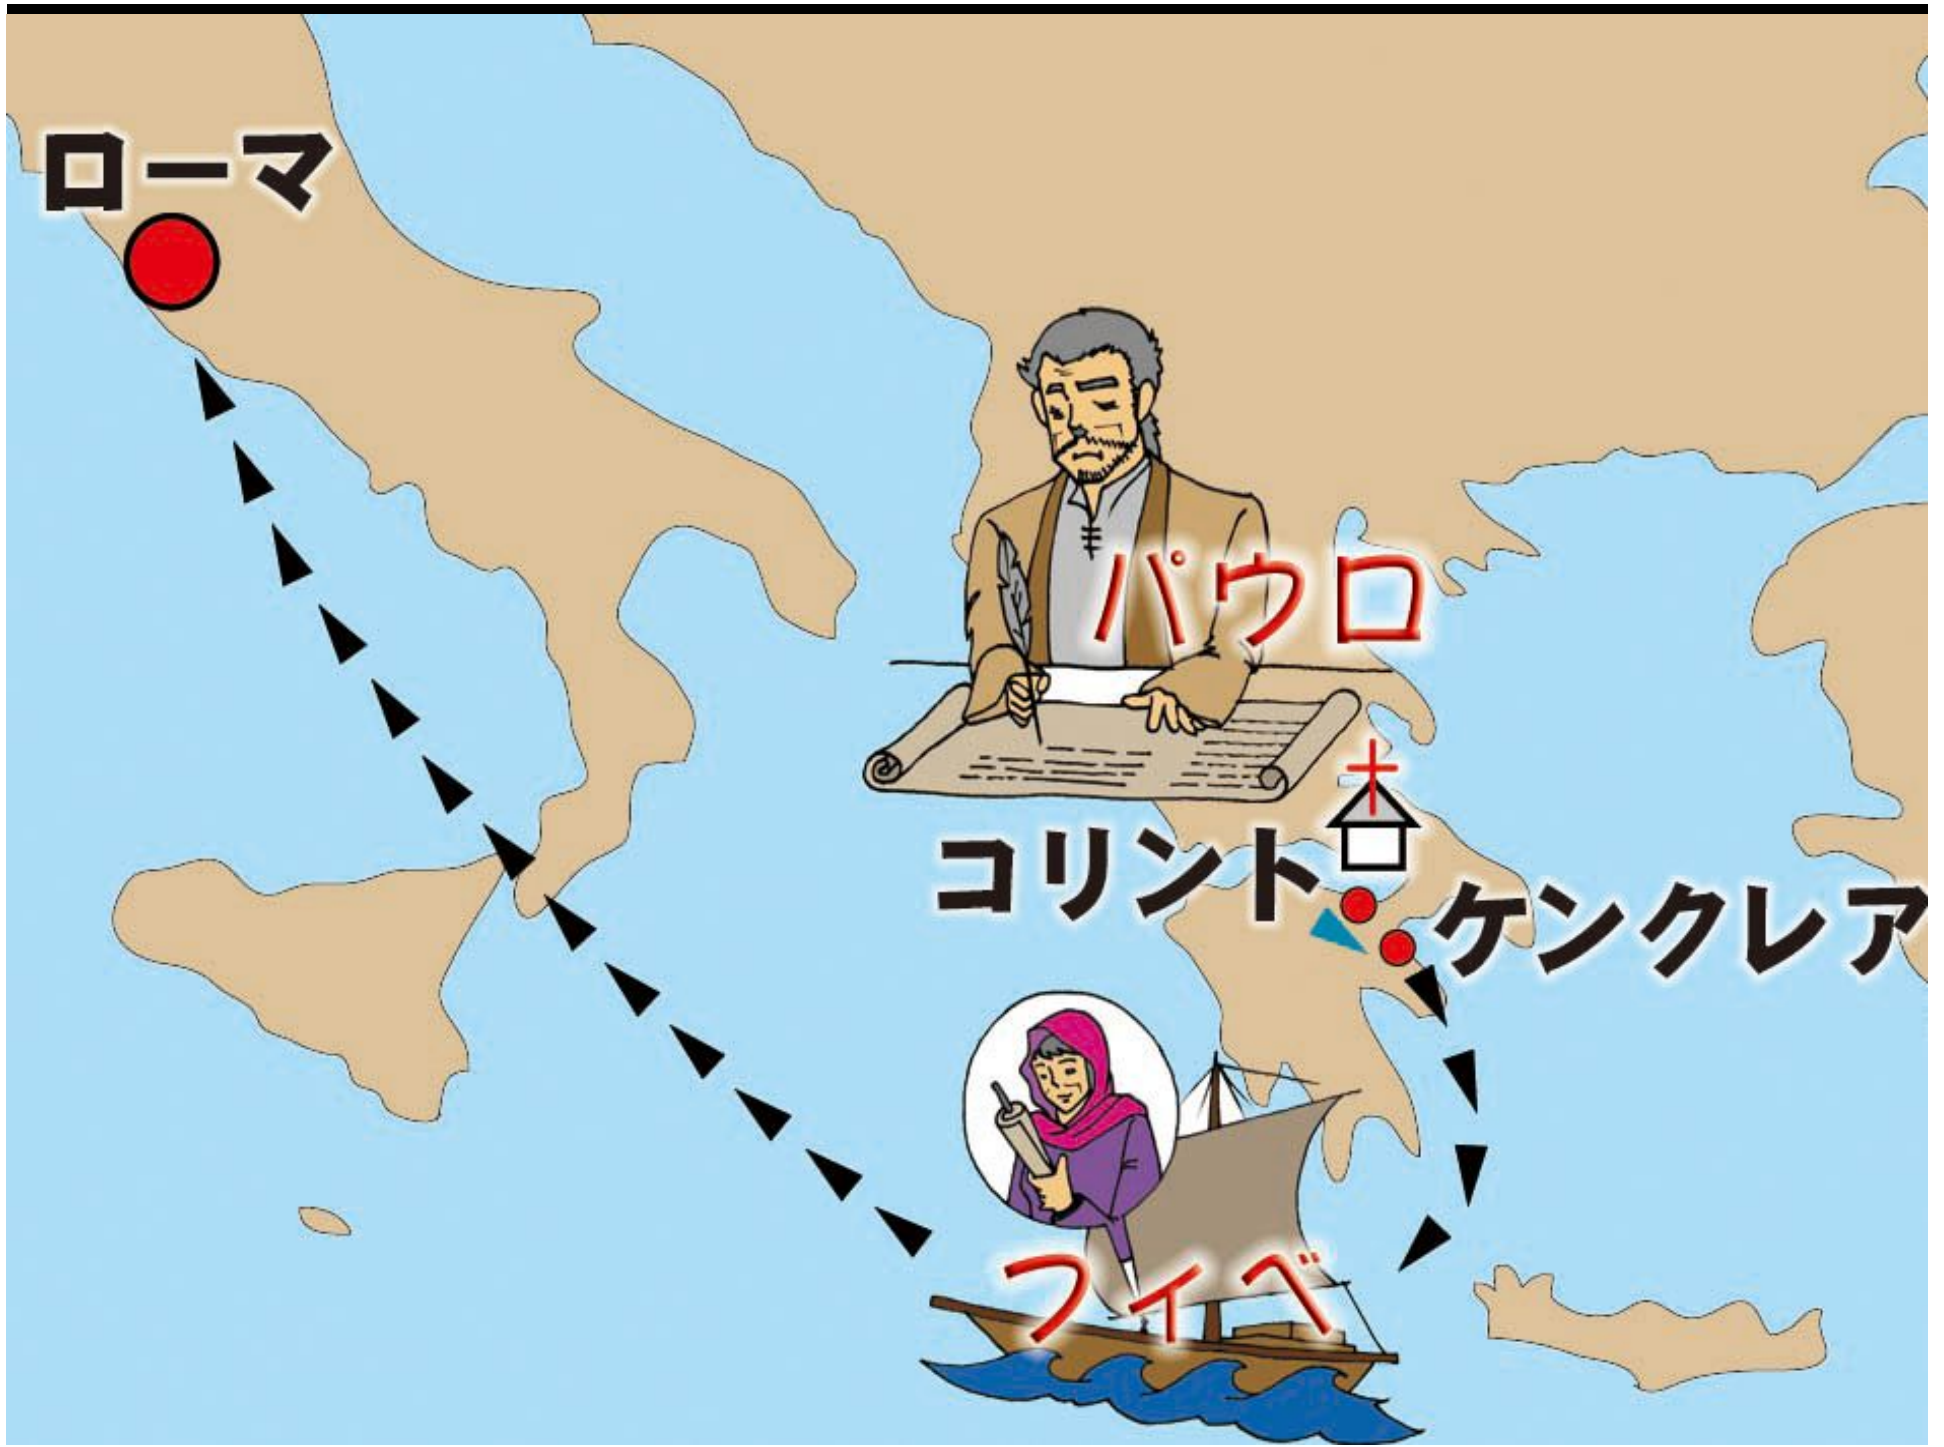 ローマ
パウロ
コリント
ケンクレア
フィベ